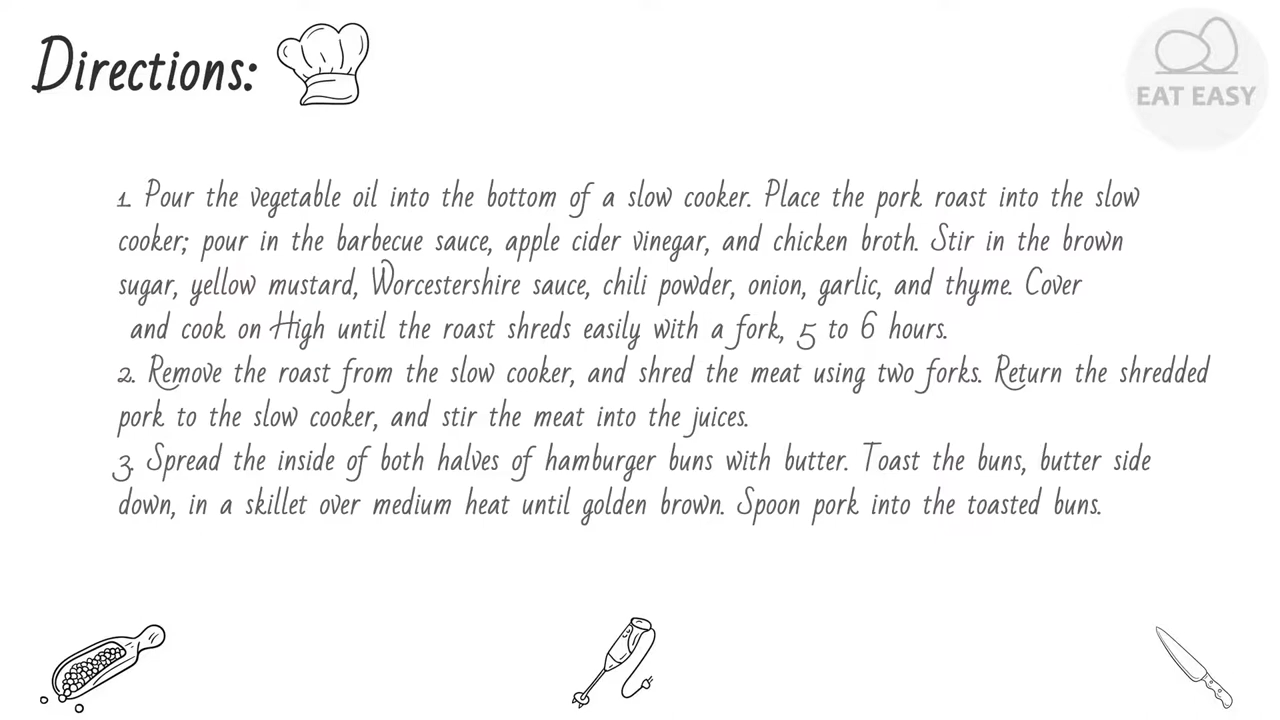 Directions:
EAT EASY
1. Pour the vegetable oil into the bottom of a slow cooker. Place the pork roast into the slow
cooker; pour in the barbecue sauce, apple cider vinegar, and chicken broth. Stir in the brown
sugar, yellow mustard, Worcestershire sauce, chili powder, onion, garlic, and thyme. Cover
and cook on High until the roast shreds easily with a fork, 5 to 6 hours.
2. Remove the roast from the slow cooker, and shred the meat using two forks. Return the shredded
pork to the slow cooker, and stir the meat into the juices.
3. Spread the inside of both halves of hamburger buns with butter. Toast the buns, butter side
down, in a skillet over medium heat until golden brown. Spoon pork into the toasted buns.